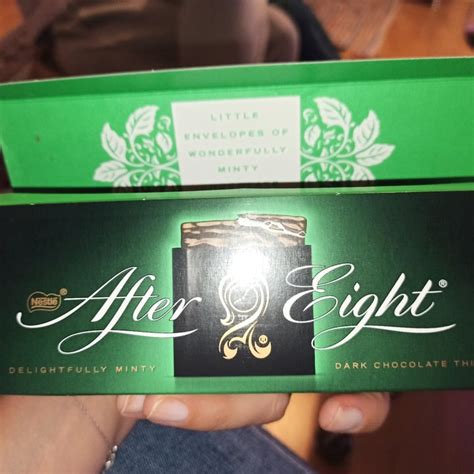 LITTLE
ENVELOPES OF
WONDERFULLY
MINTY
Nestlé®
After Eight®
DELIGHTFULLY MINTY
DARK CHOCOLATE THI